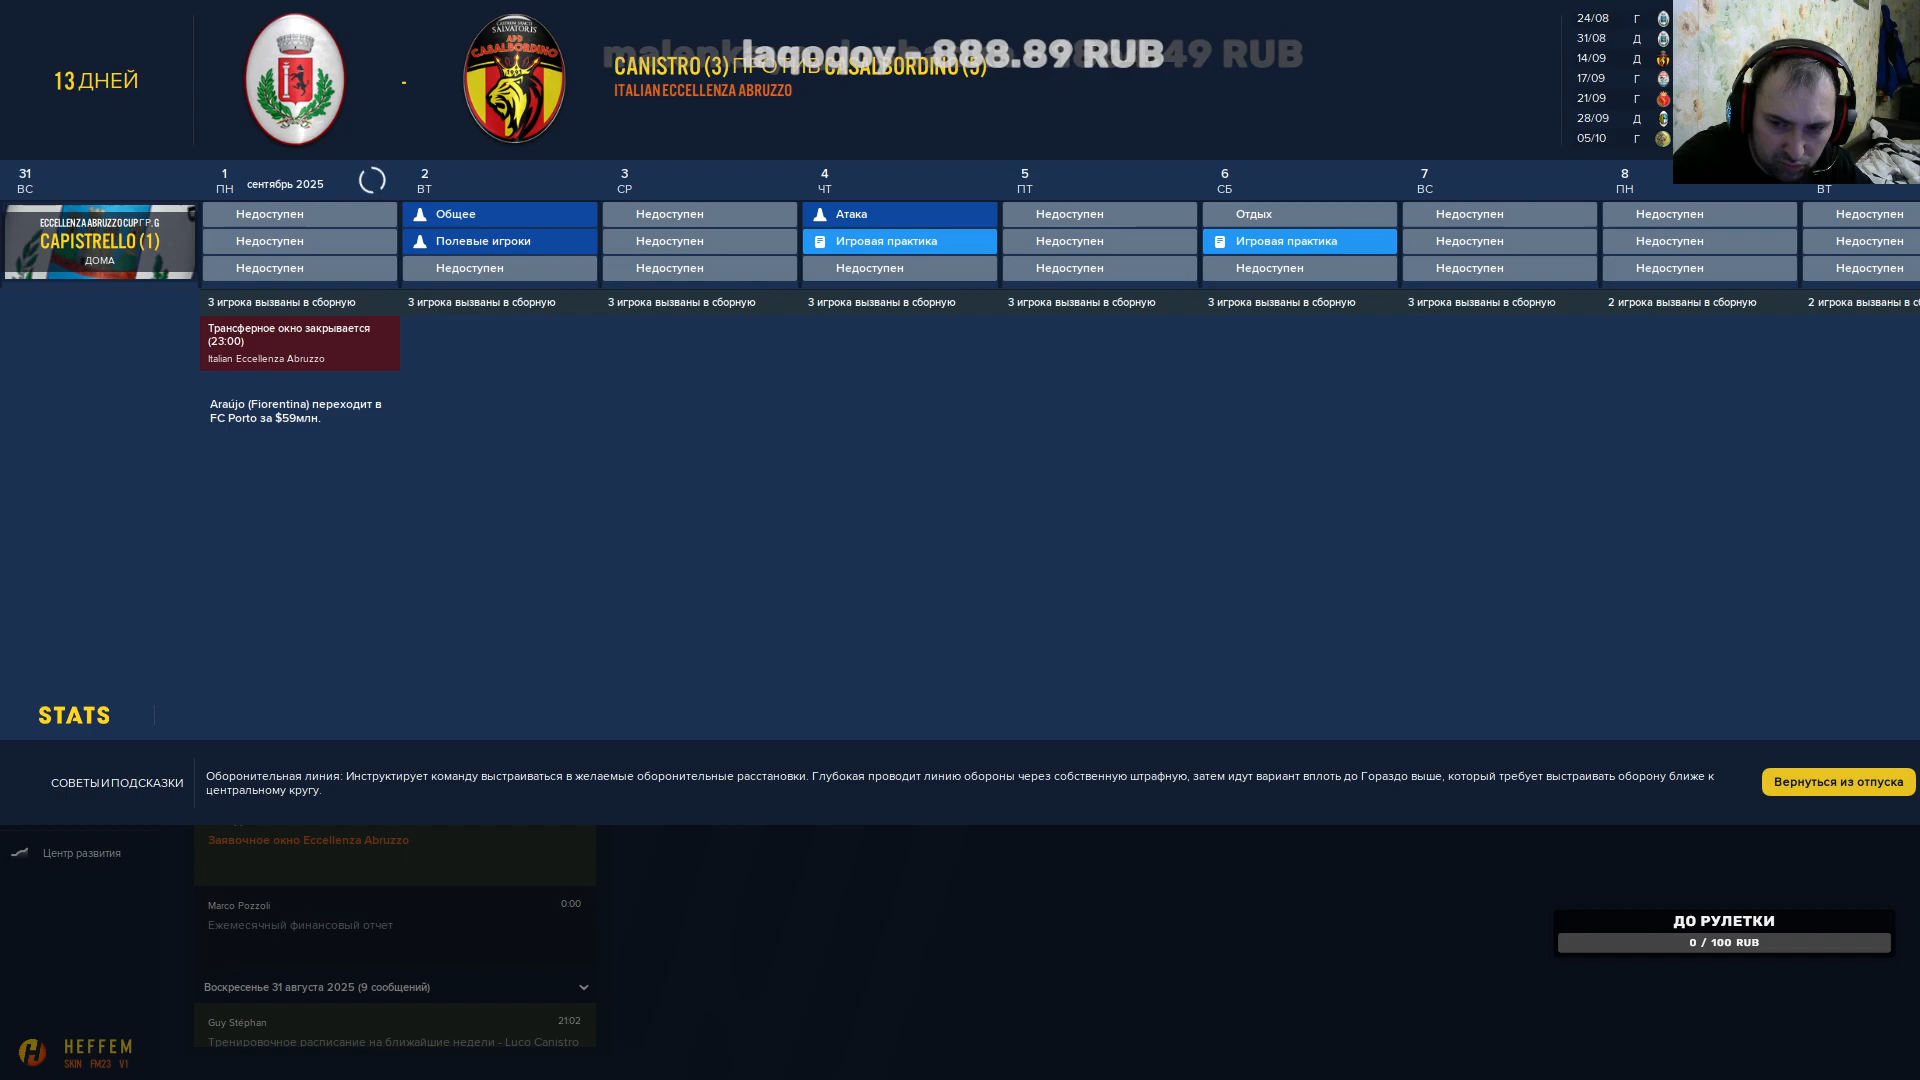 13 ДНЕЙ
SALVATORIS
APD
CASALBORDINO
-
CANISTRO (3) ПРОТИВ CASALBORDINO (5)
ITALIAN ECCELLENZA ABRUZZO
laqoqoy - 888.89 RUB
49 RUB
24/08 Г
31/08 Д
14/09 Д
17/09 Г
21/09 Г
28/09 Д
05/10 Г
31 ВС
1 ПН сентябрь 2025
2 ВТ
3 СР
4 ЧТ
5 ПТ
6 СБ
7 ВС
8 ПН
ВТ
ECCELLENZA ABRUZZO CUP ГР. G
CAPISTRELLO (1)
ДОМА
Недоступен Общее Недоступен Атака Недоступен Отдых Недоступен Недоступен Недоступен
Недоступен Полевые игроки Недоступен Игровая практика Недоступен Игровая практика Недоступен Недоступен Недоступен
Недоступен Недоступен Недоступен Недоступен Недоступен Недоступен Недоступен Недоступен Недоступен
3 игрока вызваны в сборную 3 игрока вызваны в сборную 3 игрока вызваны в сборную 3 игрока вызваны в сборную 3 игрока вызваны в сборную 3 игрока вызваны в сборную 3 игрока вызваны в сборную 2 игрока вызваны в сборную 2 игрока вызваны в
Трансферное окно закрывается
(23:00)
Italian Eccellenza Abruzzo
Araújo (Fiorentina) переходит в
FC Porto за $59млн.
STATS
СОВЕТЫ И ПОДСКАЗКИ
Оборонительная линия: Инструктирует команду выстраиваться в желаемые оборонительные расстановки. Глубокая проводит линию обороны через собственную штрафную, затем идут вариант вплоть до Гораздо выше, который требует выстраивать оборону ближе к
центральному кругу.
Вернуться из отпуска
Заявочное окно Eccellenza Abruzzo
Центр развития
Marco Pozzoli 0:00
Ежемесячный финансовый отчет
Воскресенье 31 августа 2025 (9 сообщений)
Guy Stéphan 21:02
Тренировочное расписание на ближайшие недели - Luco Canistro
HEFFEM
SKIN FM23 V1
ДО РУЛЕТКИ
0 / 100 RUB